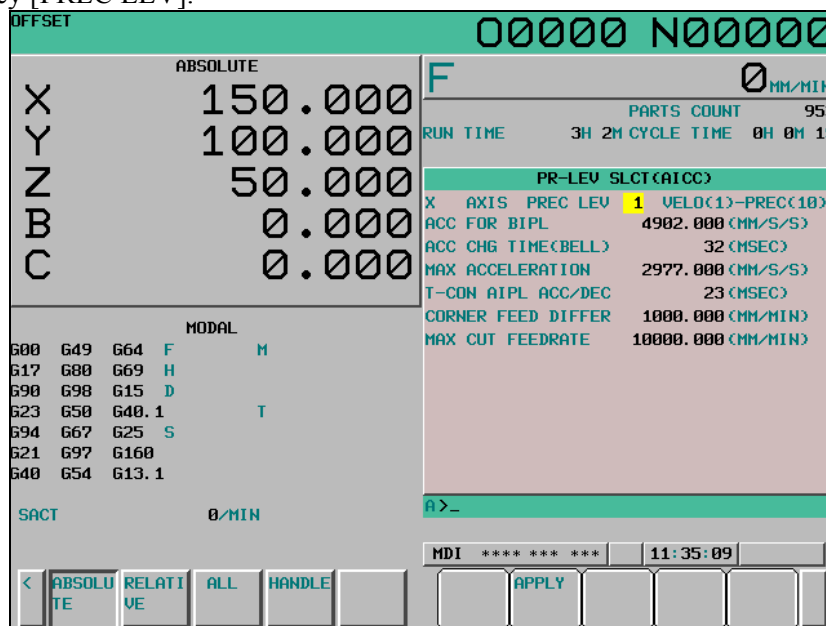 y [PREC LEV].
OFFSET
O0000 N0000
ABSOLUTE
X 150.000
Y 100.000
Z 50.000
B 0.000
C 0.000
F 0 MM/MIN
PARTS COUNT 95
RUN TIME 3H 2M CYCLE TIME 0H 0M 1
PR-LEV SLCT(AICC)
X AXIS PREC LEV 1 VELO(1)-PREC(10)
ACC FOR BIPL 4902.000(MM/S/S)
ACC CHG TIME(BELL) 32(MSEC)
MAX ACCELERATION 2977.000(MM/S/S)
T-CON AIPL ACC/DEC 23(MSEC)
CORNER FEED DIFFER 1000.000(MM/MIN)
MAX CUT FEEDRATE 10000.000(MM/MIN)
MODAL
G00 G49 G64 F M
G17 G80 G69 H
G90 G98 G15 D
G23 G50 G40.1 T
G94 G67 G25 S
G21 G97 G160
G40 G54 G13.1
SACT 0/MIN
A>_
MDI **** *** *** 11:35:09
< ABSOLUTE RELATIVE ALL HANDLE
APPLY